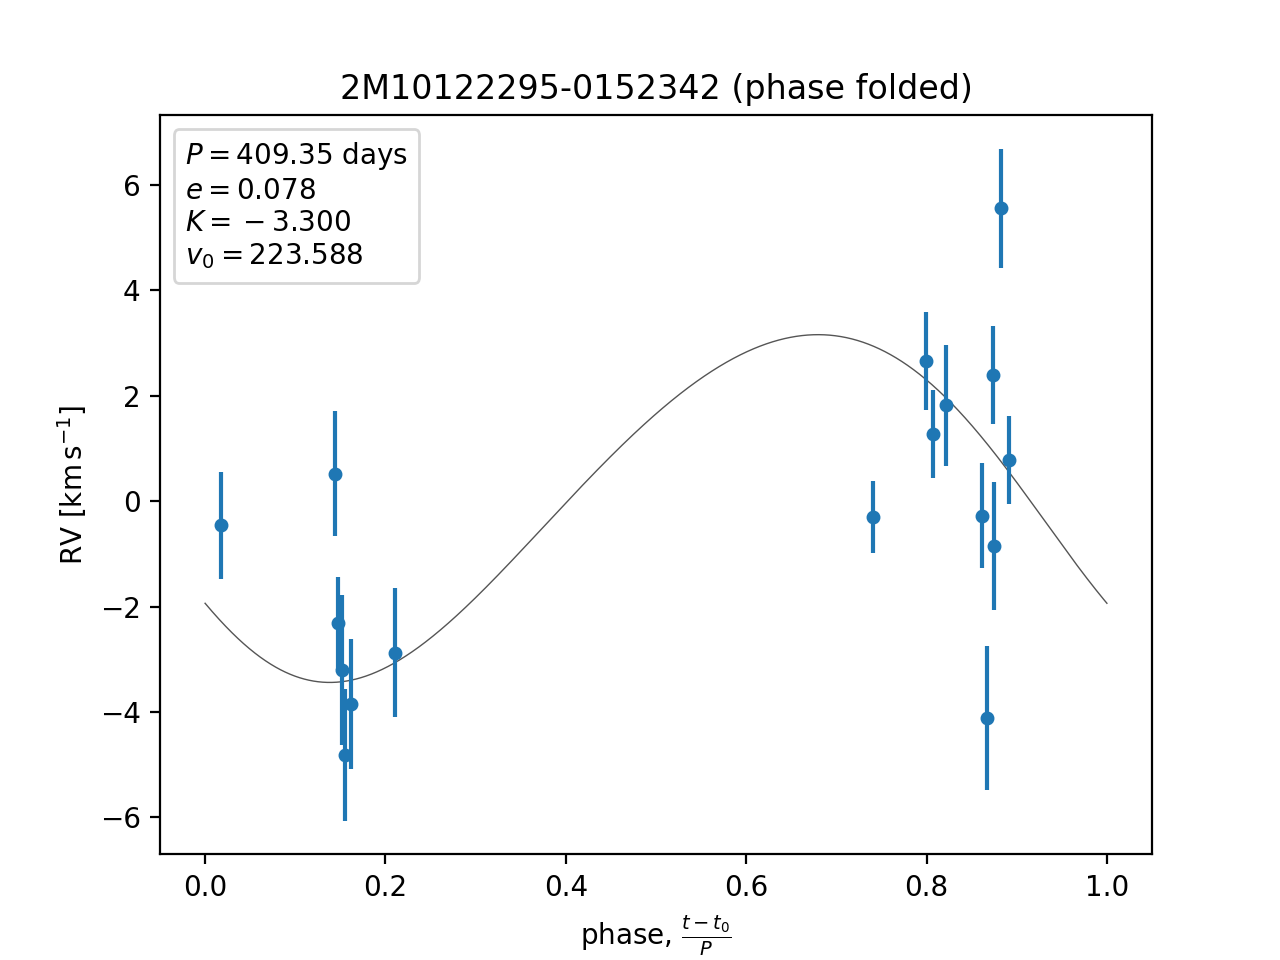 2M10122295-0152342 (phase folded)
P = 409.35 days
e = 0.078
K = −3.300
v₀ = 223.588
6
4
2
0
−2
−4
−6
RV [km s⁻¹]
0.0 0.2 0.4 0.6 0.8 1.0
phase, (t − t₀)/P